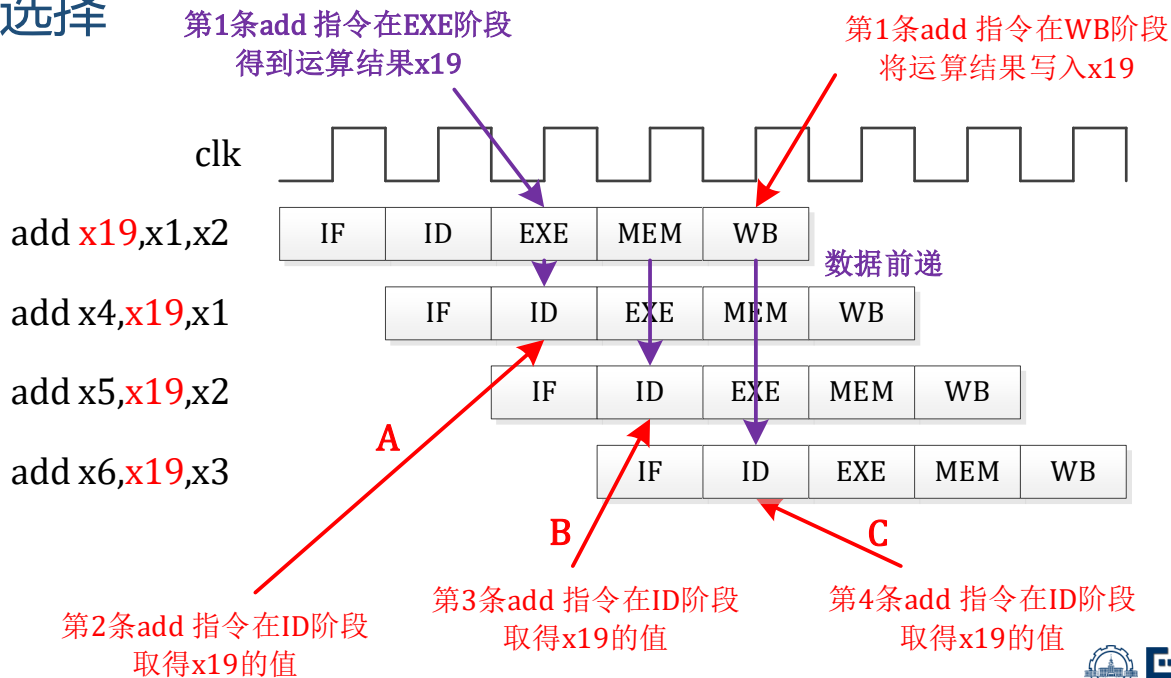 选择
第1条add 指令在EXE阶段
得到运算结果x19
第1条add 指令在WB阶段
将运算结果写入x19
clk
add x19,x1,x2
IF ID EXE MEM WB
数据前递
add x4,x19,x1
IF ID EXE MEM WB
add x5,x19,x2
IF ID EXE MEM WB
A
add x6,x19,x3
IF ID EXE MEM WB
B
C
第2条add 指令在ID阶段
取得x19的值
第3条add 指令在ID阶段
取得x19的值
第4条add 指令在ID阶段
取得x19的值